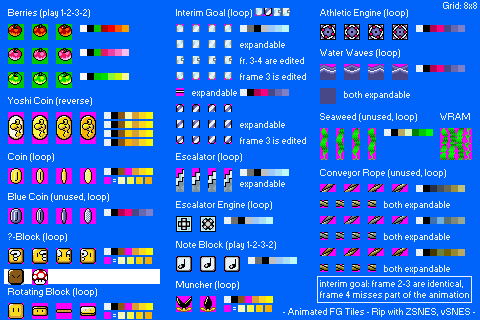 Berries (play 1-2-3-2)
Yoshi Coin (reverse)
Coin (loop)
Blue Coin (unused, loop)
?-Block (loop)
Rotating Block (loop)
Interim Goal (loop)
expandable
fr. 3-4 are edited
frame 3 is edited
expandable
expandable
frame 3 is edited
Escalator (loop)
expandable
Escalator Engine (loop)
Note Block (play 1-2-3-2)
Muncher (loop)
Grid: 8x8
Athletic Engine (loop)
Water Waves (loop)
both expandable
Seaweed (unused, loop)
VRAM
Conveyor Rope (unused, loop)
both expandable
both expandable
both expandable
interim goal: frame 2-3 are identical,
frame 4 misses part of the animation
- Animated FG Tiles - Rip with ZSNES, vSNES -